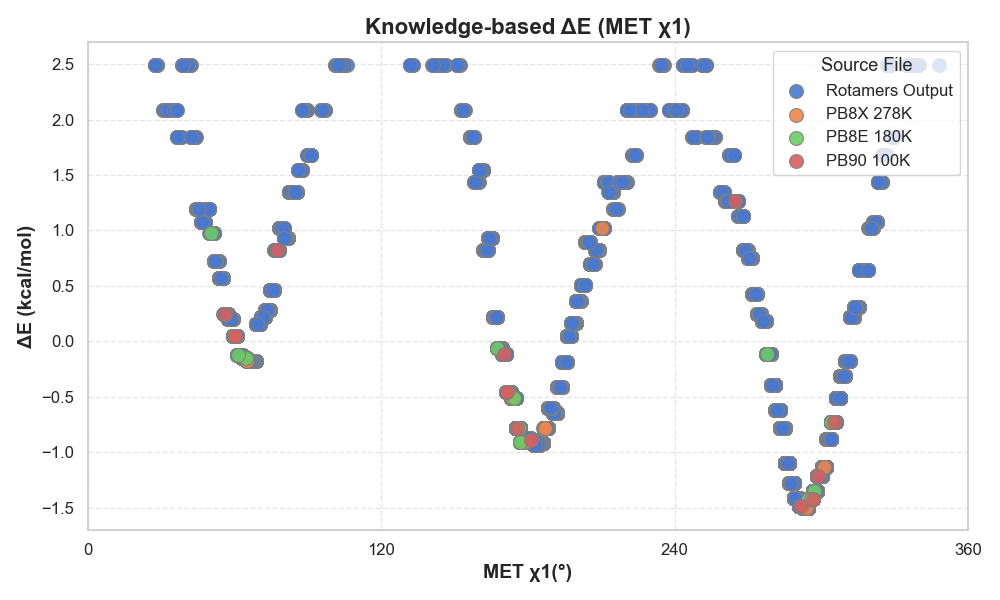 Knowledge-based ΔE (MET χ1)
ΔE (kcal/mol)
2.5
2.0
1.5
1.0
0.5
0.0
−0.5
−1.0
−1.5
Source File
Rotamers Output
PB8X 278K
PB8E 180K
PB90 100K
0 120 240 360
MET χ1(°)